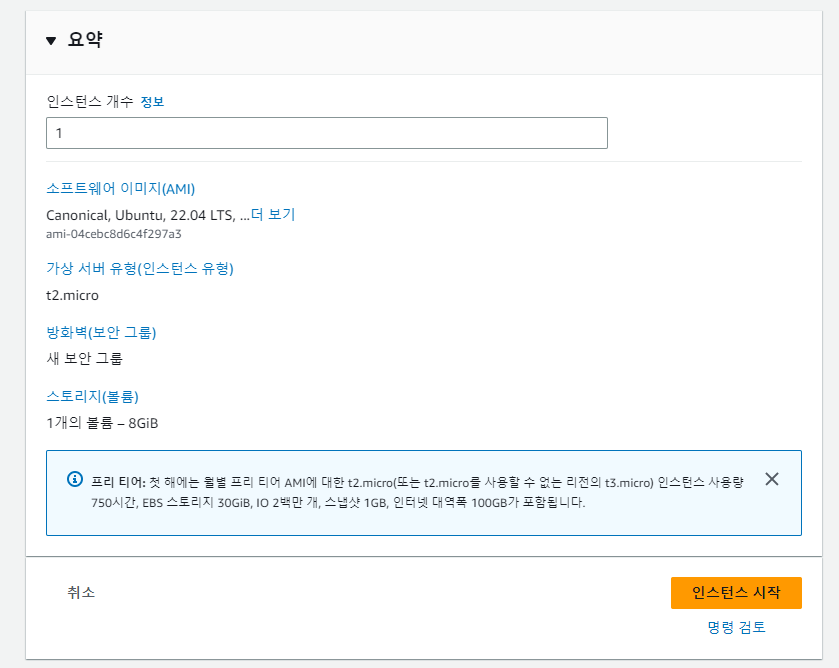 요약
인스턴스 개수 정보
1
소프트웨어 이미지(AMI)
Canonical, Ubuntu, 22.04 LTS, ...더 보기
ami-04cebc8d6c4f297a3
가상 서버 유형(인스턴스 유형)
t2.micro
방화벽(보안 그룹)
새 보안 그룹
스토리지(볼륨)
1개의 볼륨 – 8GiB
프리 티어: 첫 해에는 월별 프리 티어 AMI에 대한 t2.micro(또는 t2.micro를 사용할 수 없는 리전의 t3.micro) 인스턴스 사용량
750시간, EBS 스토리지 30GiB, IO 2백만 개, 스냅샷 1GB, 인터넷 대역폭 100GB가 포함됩니다.
취소
인스턴스 시작
명령 검토